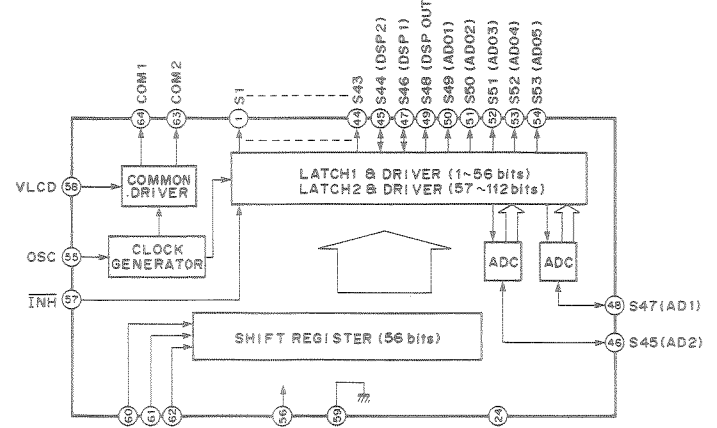 COM1
COM2
S1
S43
S44 (DSP2)
S46 (DSP1)
S48 (DSP OUT
S49 (ADO1)
S50 (ADO2)
S51 (ADO3)
S52 (ADO4)
S53 (ADO5)
64
63
1
44
45
47
49
50
51
52
53
54
VLCD
58
COMMON
DRIVER
LATCH1 & DRIVER (1~56 bits)
LATCH2 & DRIVER (57~112 bits)
OSC
55
CLOCK
GENERATOR
ADC
ADC
INH
57
48
S47 (AD1)
SHIFT REGISTER (56 bits)
46
S45 (AD2)
60
61
62
56
59
24